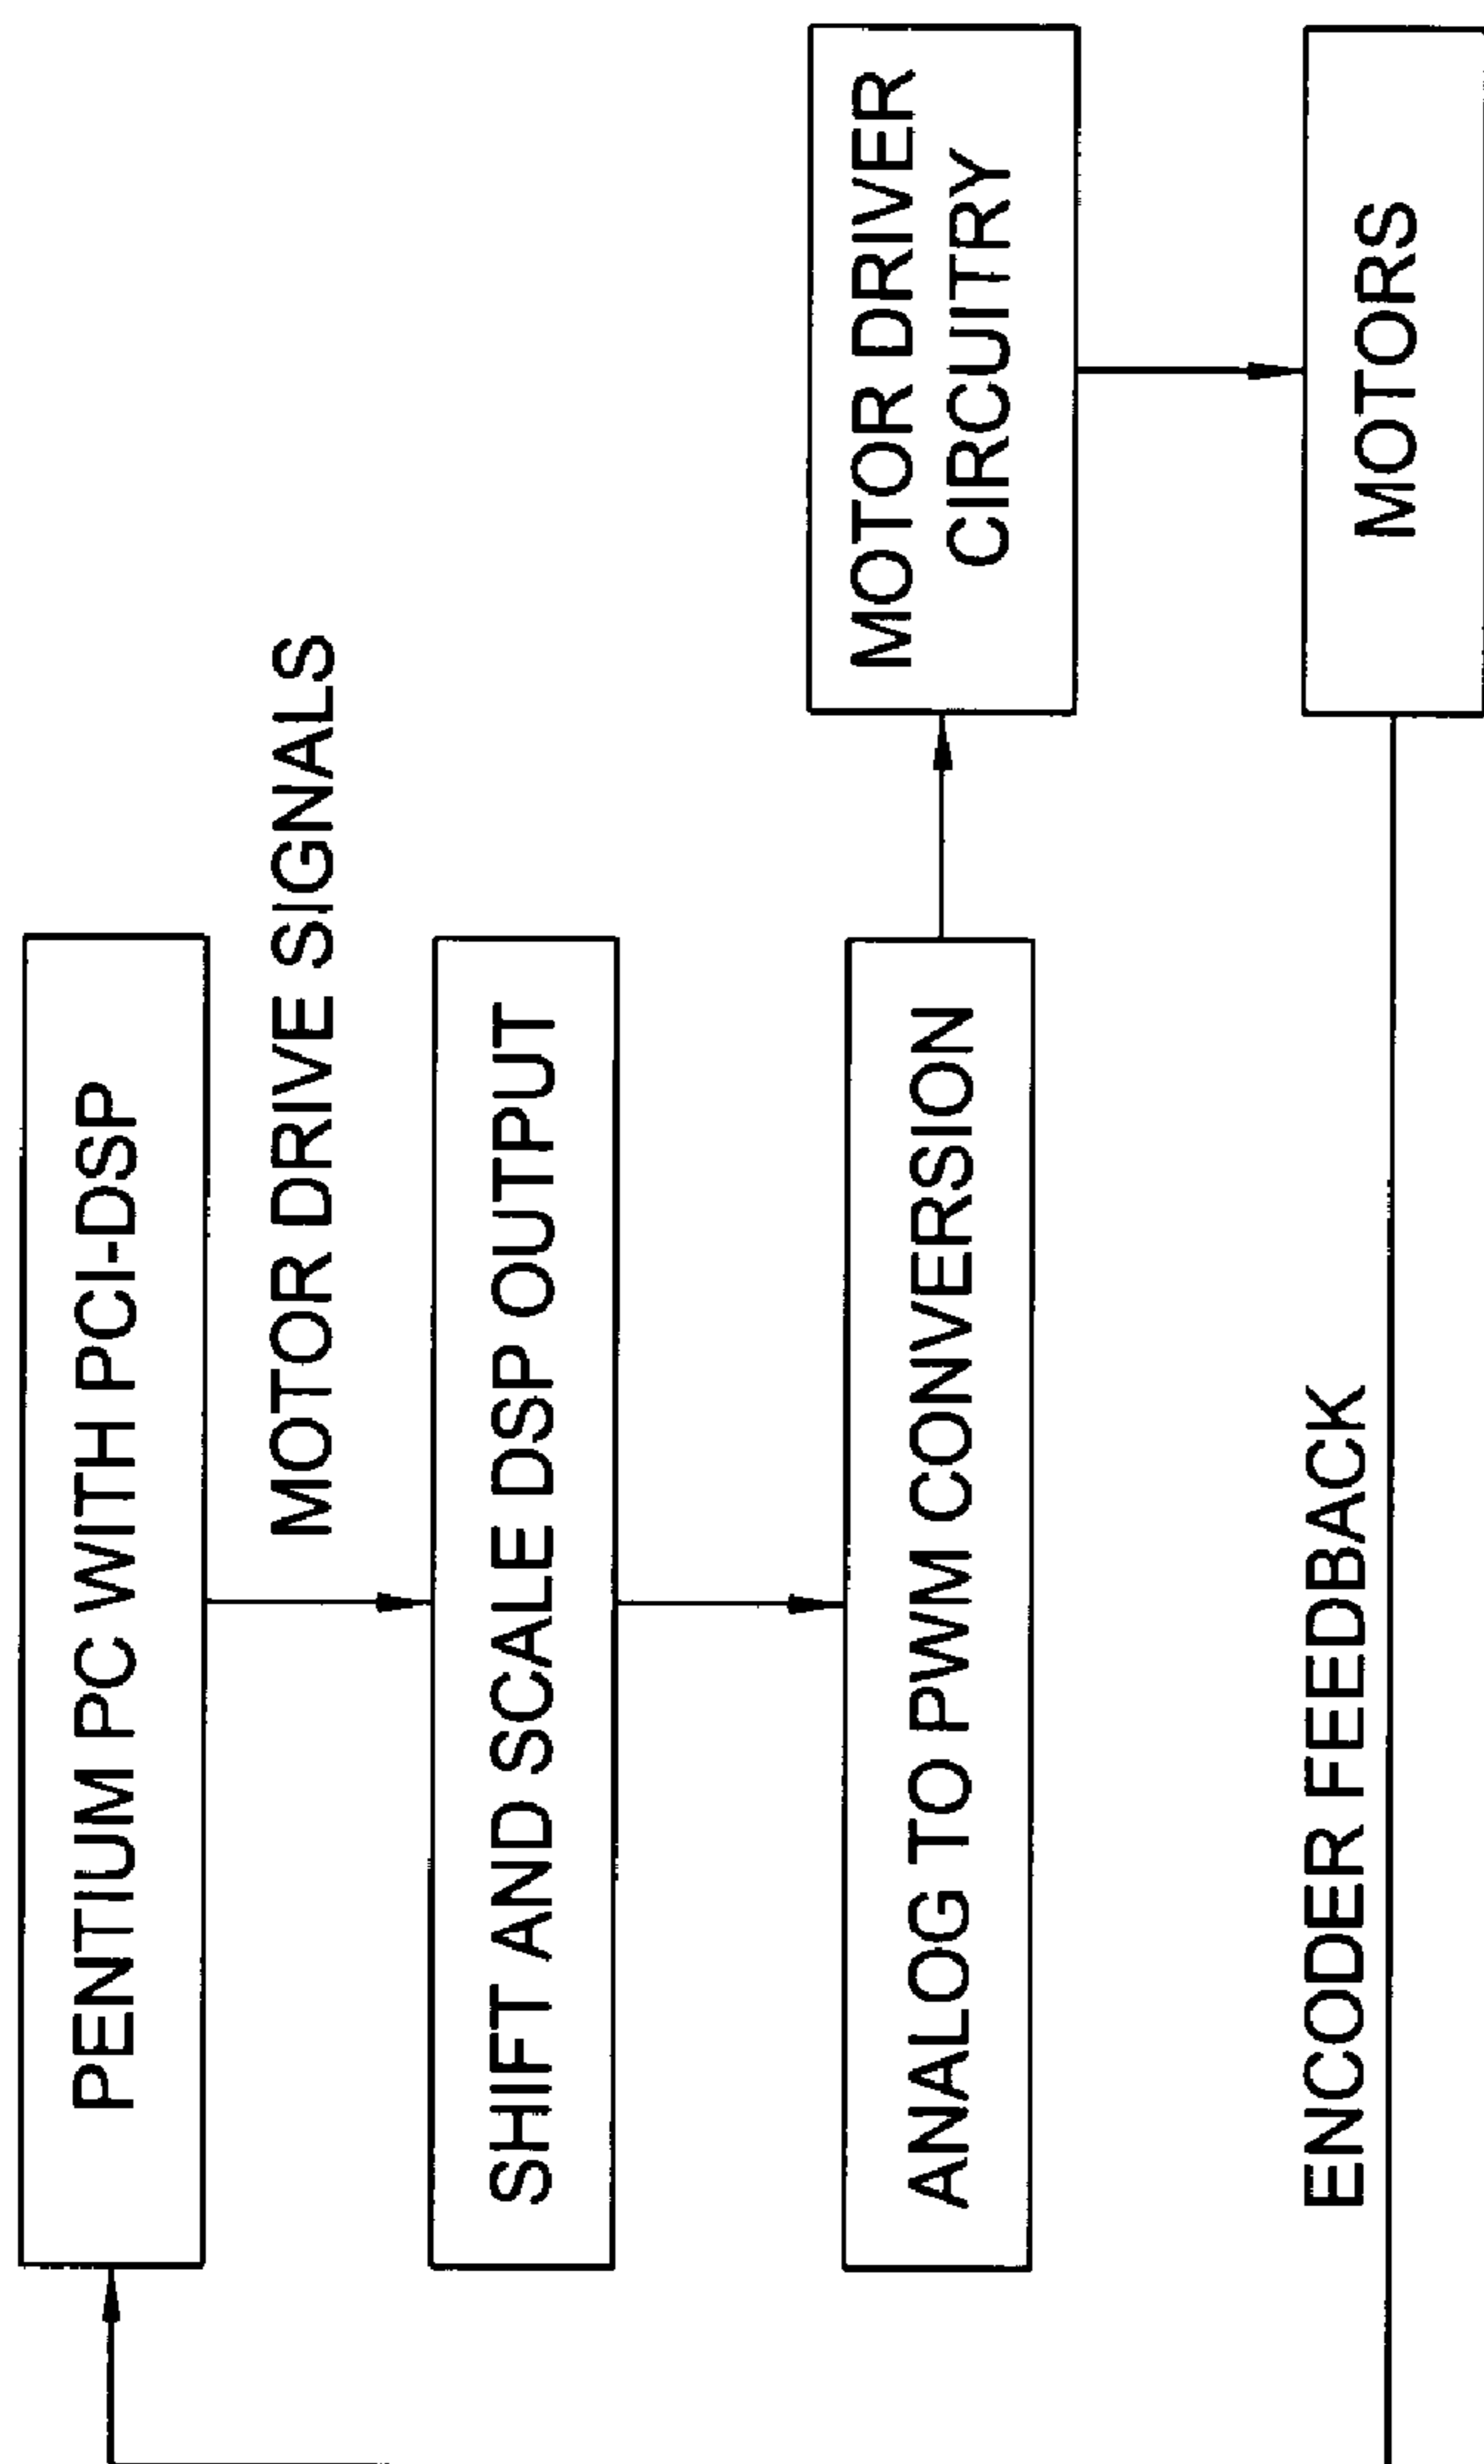 PENTIUM PC WITH PCI-DSP
MOTOR DRIVE SIGNALS
SHIFT AND SCALE DSP OUTPUT
ANALOG TO PWM CONVERSION
MOTOR DRIVER
CIRCUITRY
ENCODER FEEDBACK
MOTORS